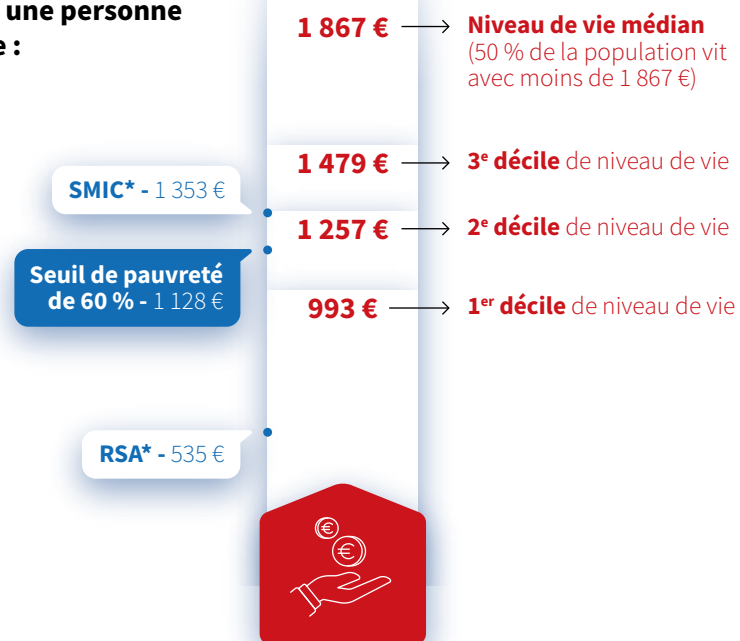 une personne
e :
1 867 €
Niveau de vie médian
(50 % de la population vit
avec moins de 1 867 €)
1 479 €
3e décile de niveau de vie
SMIC* - 1 353 €
1 257 €
2e décile de niveau de vie
Seuil de pauvreté
de 60 % - 1 128 €
993 €
1er décile de niveau de vie
RSA* - 535 €
€
€